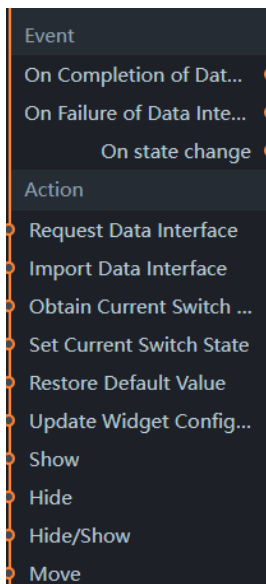 Event
On Completion of Dat...
On Failure of Data Inte...
On state change
Action
Request Data Interface
Import Data Interface
Obtain Current Switch ...
Set Current Switch State
Restore Default Value
Update Widget Config...
Show
Hide
Hide/Show
Move